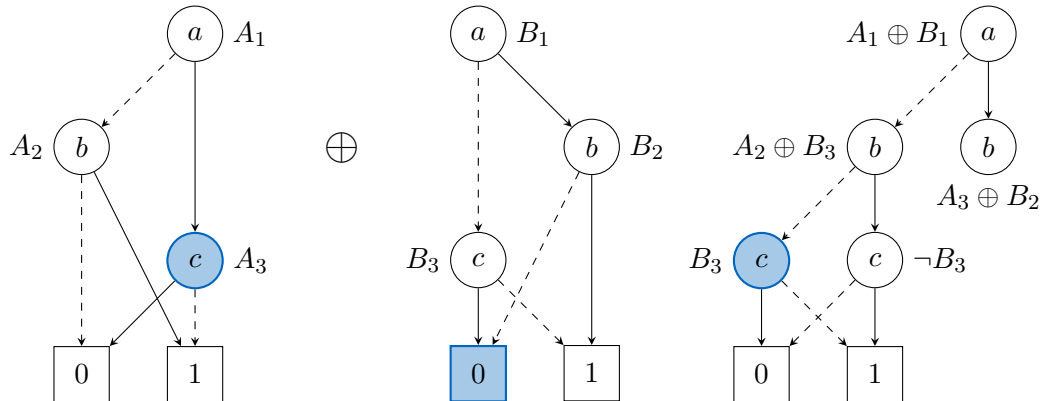 a A₁
A₂ b
c A₃
0 1
⊕
a B₁
b B₂
B₃ c
0 1
A₁ ⊕ B₁ a
A₂ ⊕ B₃ b b
A₃ ⊕ B₂
B₃ c c ¬B₃
0 1